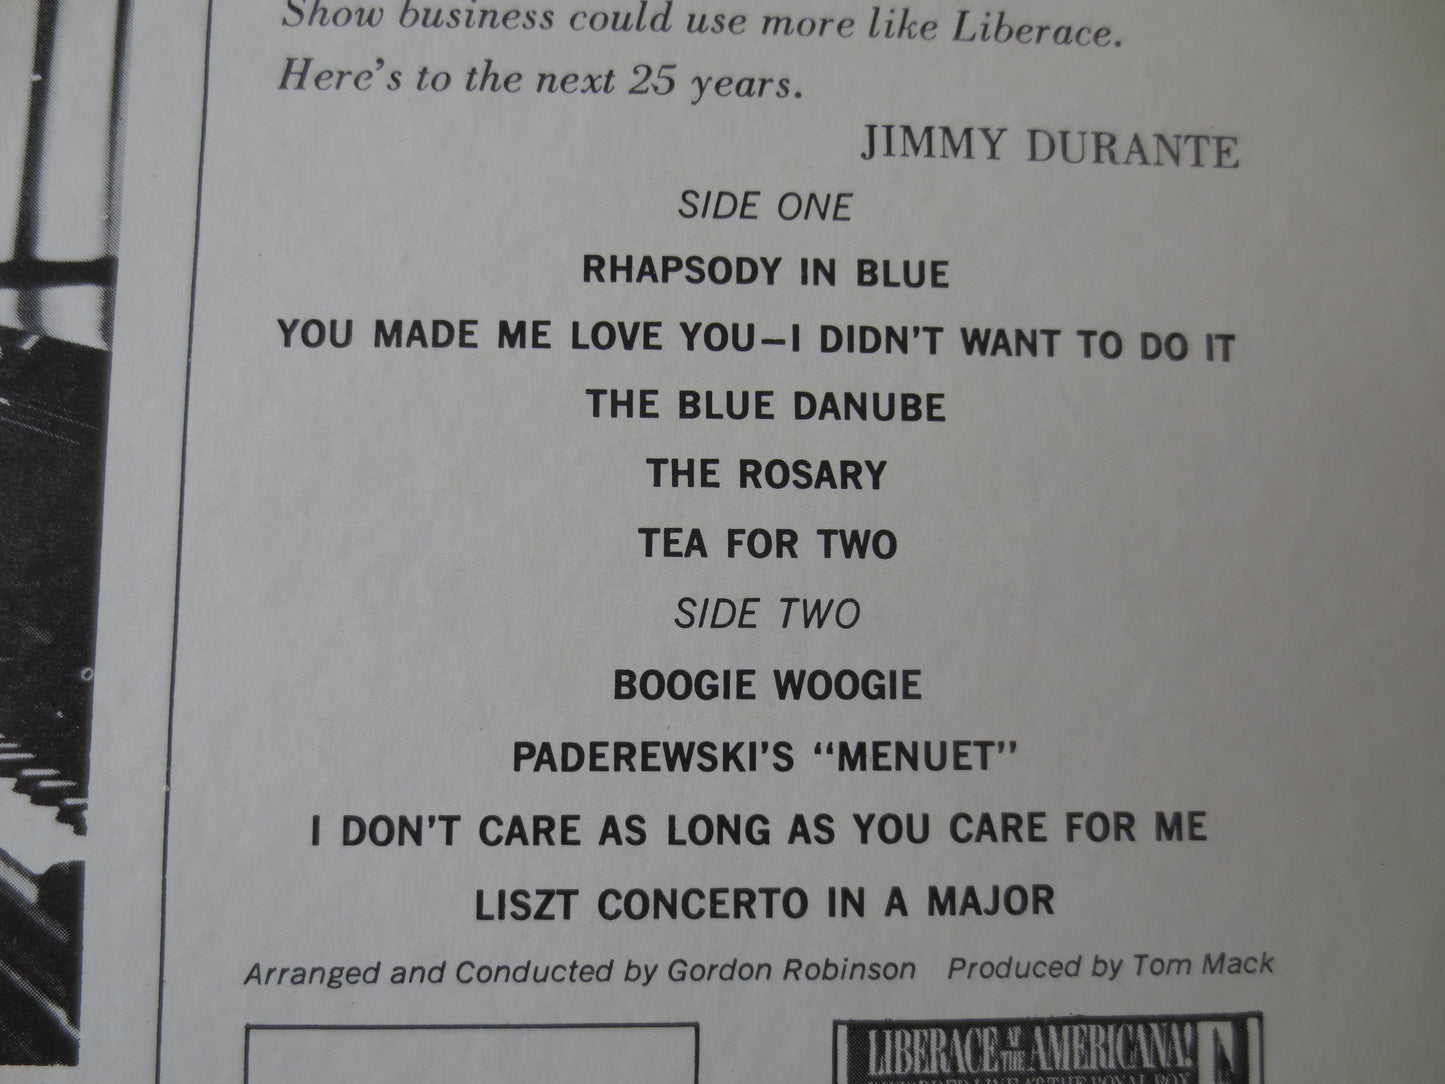 Show business could use more like Liberace.
Here's to the next 25 years.
JIMMY DURANTE
SIDE ONE
RHAPSODY IN BLUE
YOU MADE ME LOVE YOU—I DIDN'T WANT TO DO IT
THE BLUE DANUBE
THE ROSARY
TEA FOR TWO
SIDE TWO
BOOGIE WOOGIE
PADEREWSKI'S “MENUET”
I DON'T CARE AS LONG AS YOU CARE FOR ME
LISZT CONCERTO IN A MAJOR
Arranged and Conducted by Gordon Robinson Produced by Tom Mack
LIBERACE AT THE AMERICANA!